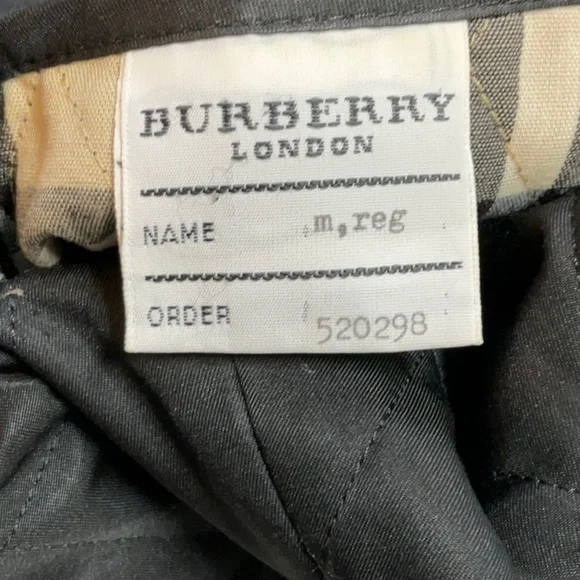 BURBERRY
LONDON
NAME m,reg
ORDER 520298